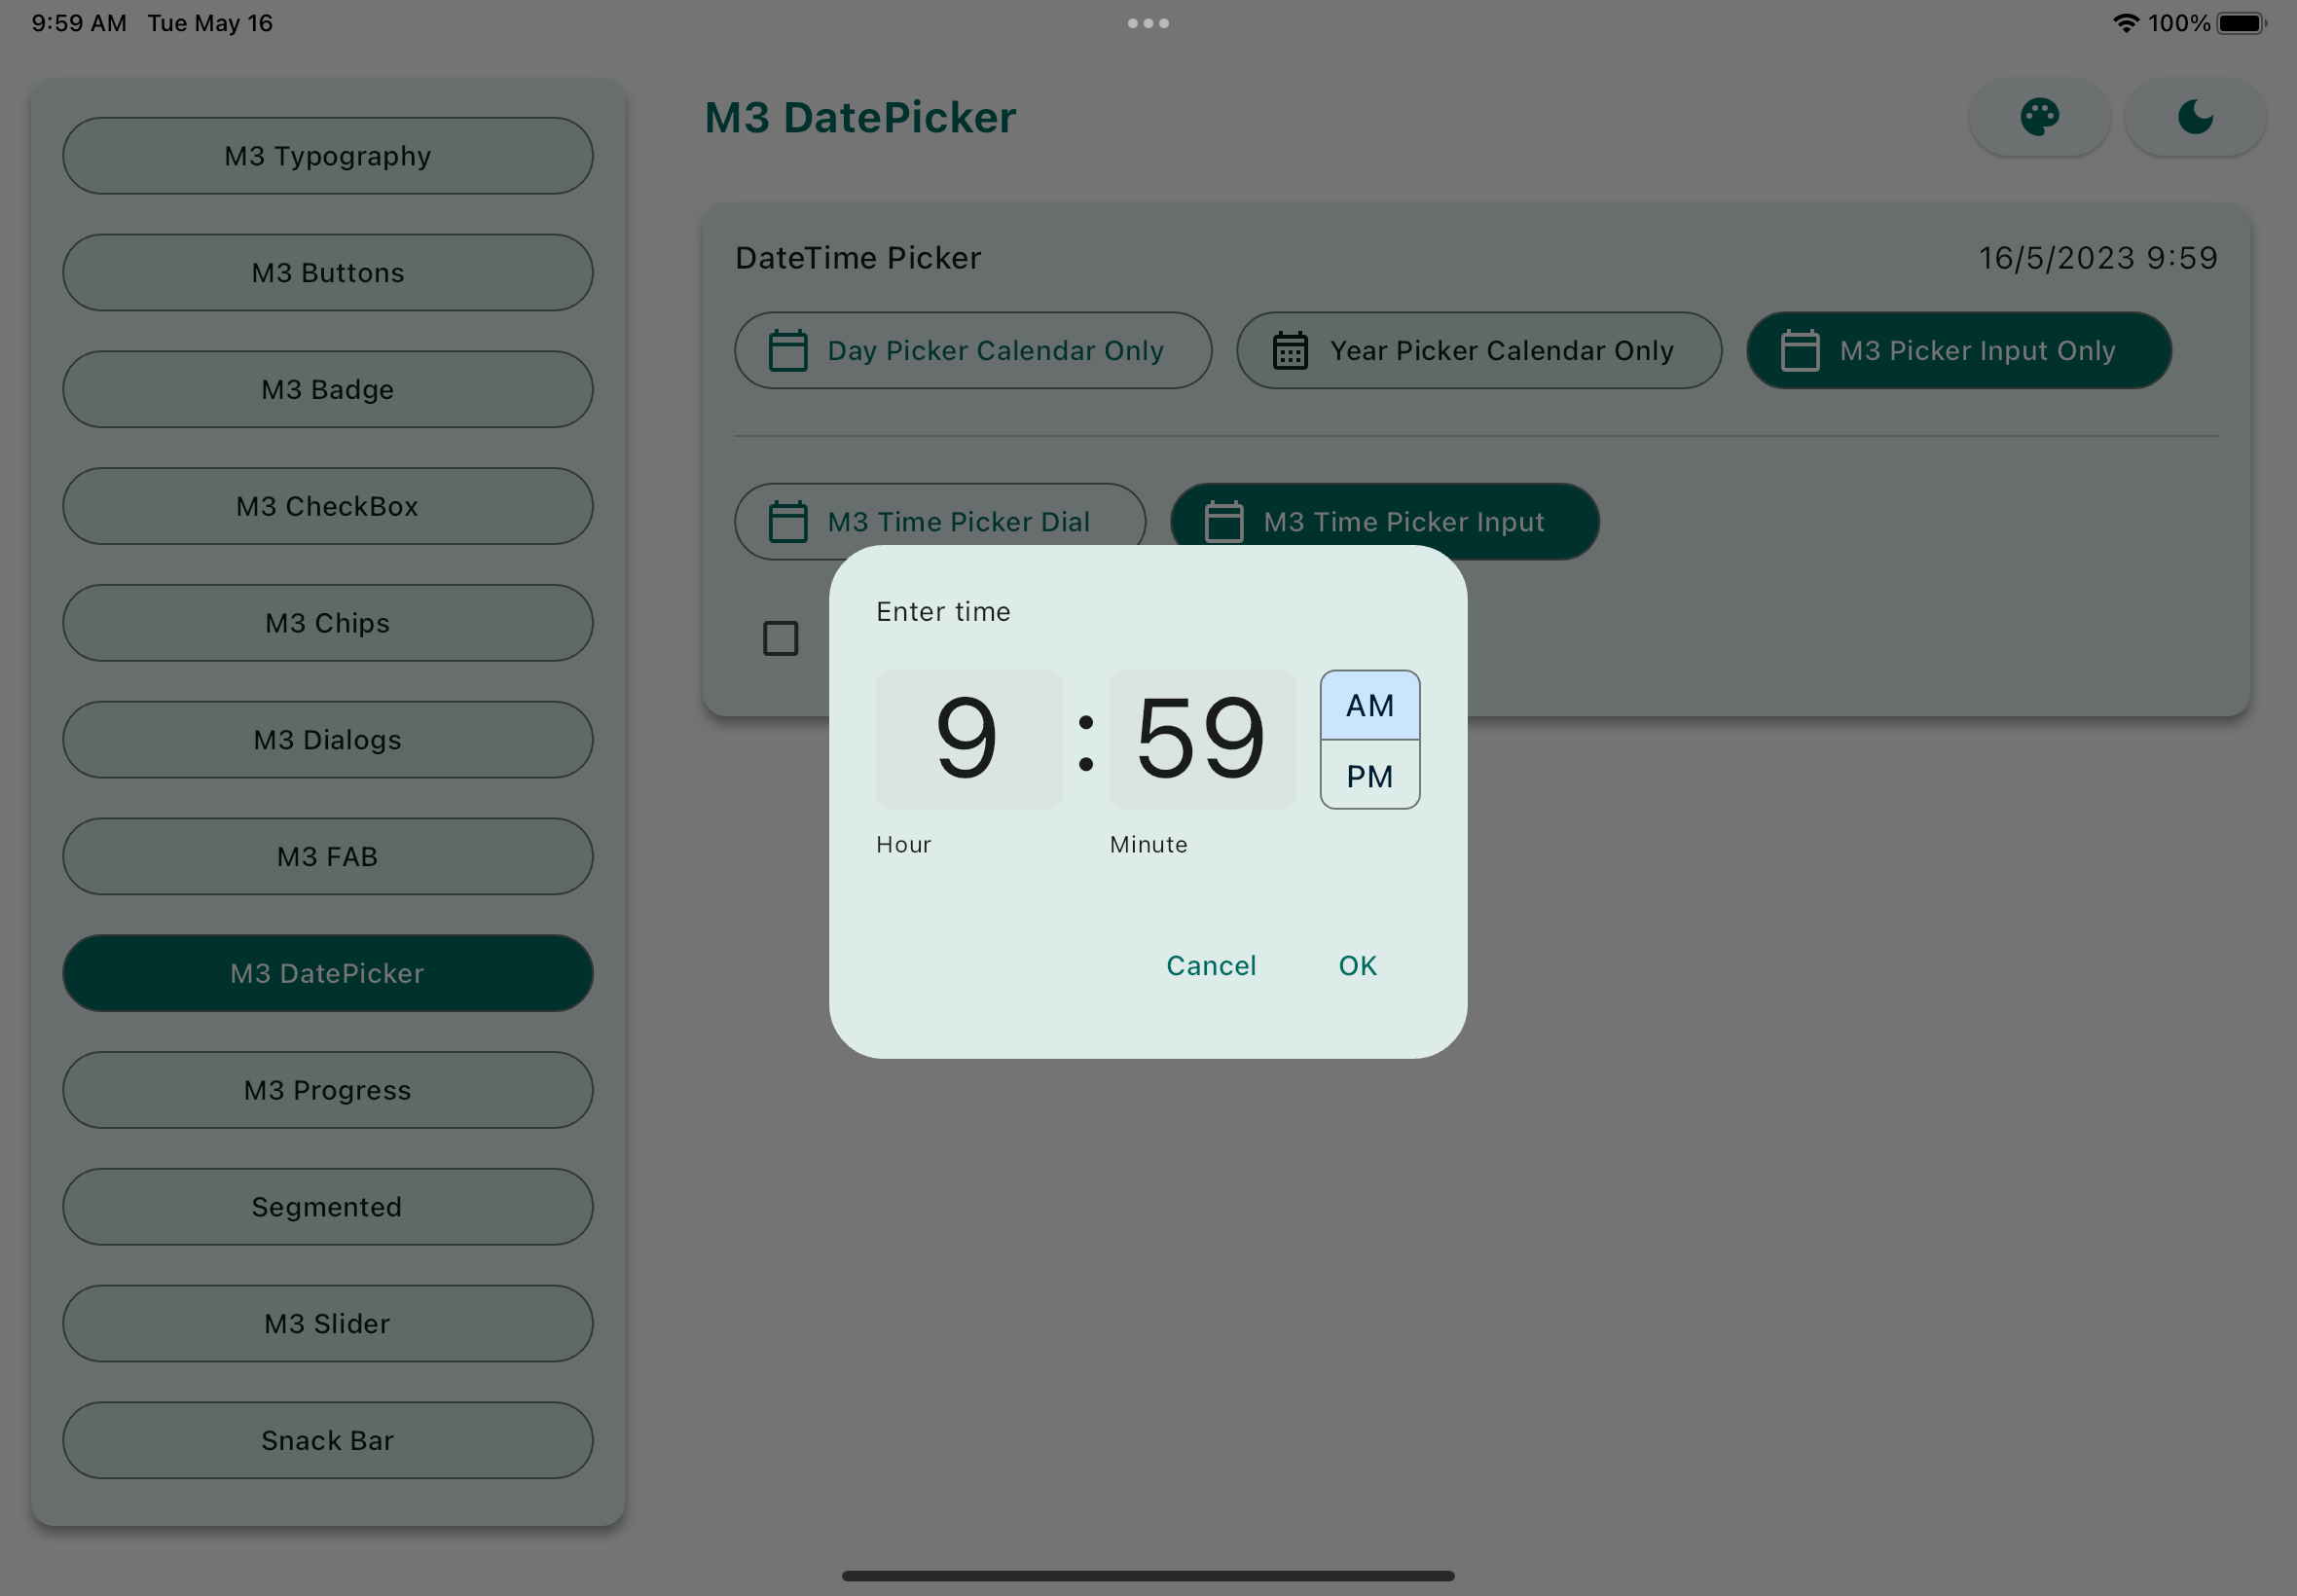 9:59 AM Tue May 16
100%
M3 Typography
M3 Buttons
M3 Badge
M3 CheckBox
M3 Chips
M3 Dialogs
M3 FAB
M3 DatePicker
M3 Progress
Segmented
M3 Slider
Snack Bar
M3 DatePicker
DateTime Picker
16/5/2023 9:59
Day Picker Calendar Only
Year Picker Calendar Only
M3 Picker Input Only
M3 Time Picker Dial
M3 Time Picker Input
Enter time
9 : 59
AM
PM
Hour
Minute
Cancel
OK